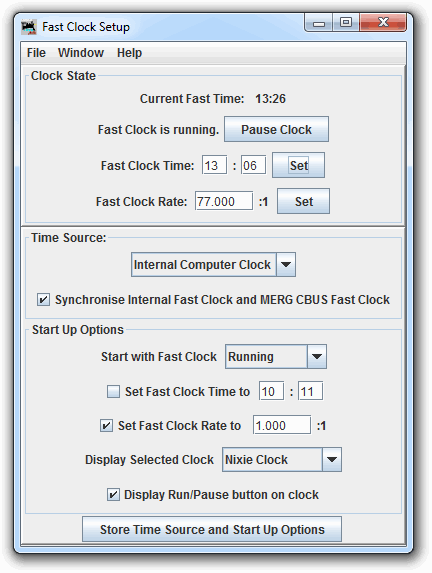 Fast Clock Setup
File Window Help
Clock State
Current Fast Time: 13:26
Fast Clock is running. Pause Clock
Fast Clock Time: 13 : 06 Set
Fast Clock Rate: 77.000 :1 Set
Time Source:
Internal Computer Clock
Synchronise Internal Fast Clock and MERG CBUS Fast Clock
Start Up Options
Start with Fast Clock Running
Set Fast Clock Time to 10 : 11
Set Fast Clock Rate to 1.000 :1
Display Selected Clock Nixie Clock
Display Run/Pause button on clock
Store Time Source and Start Up Options